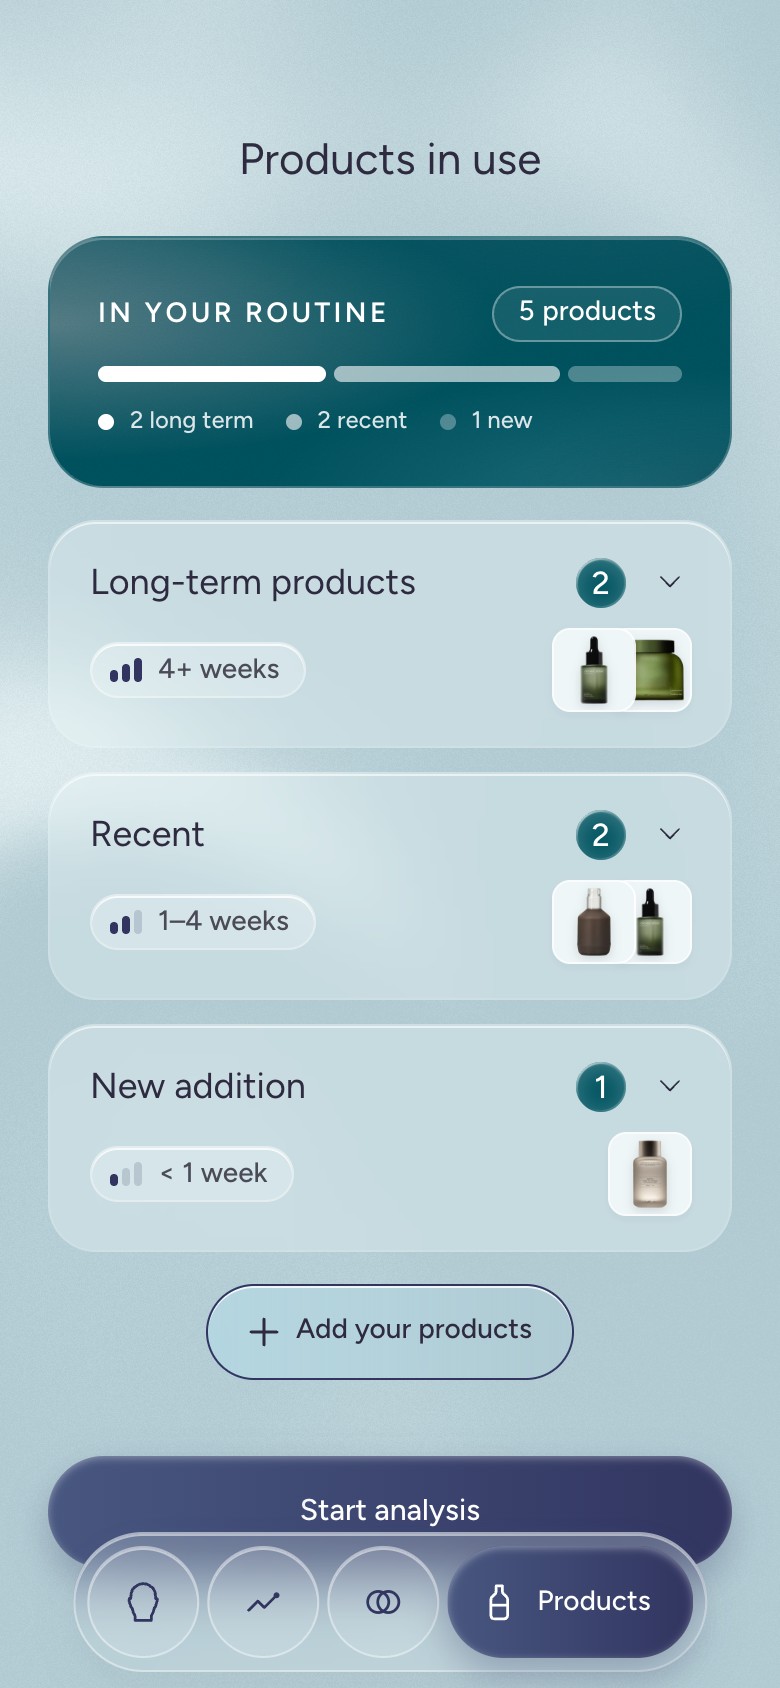 Products in use
IN YOUR ROUTINE
5 products
2 long term
2 recent
1 new
Long-term products
2
4+ weeks
Recent
2
1–4 weeks
New addition
1
< 1 week
Add your products
Start analysis
Products